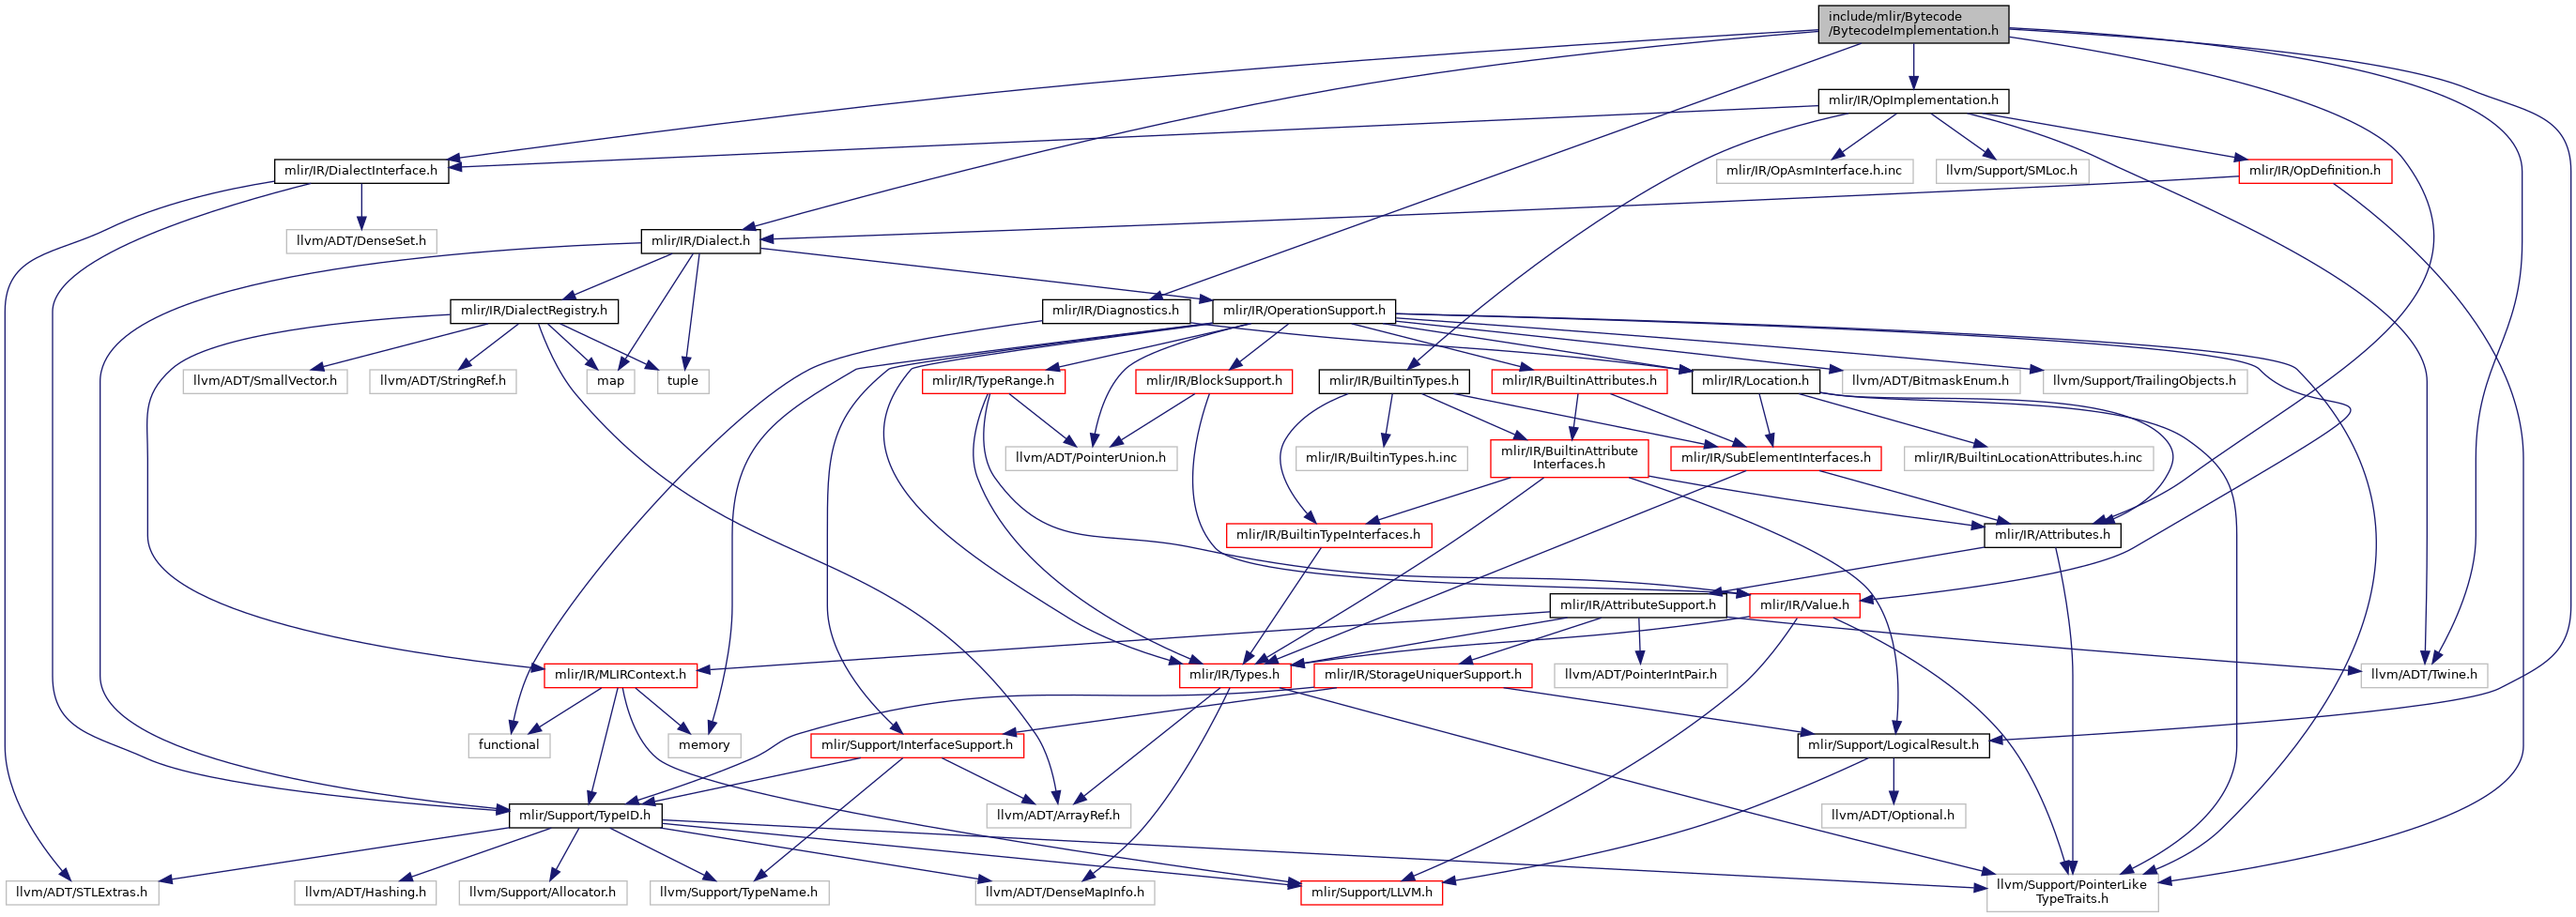 include/mlir/Bytecode
/BytecodeImplementation.h
mlir/IR/OpImplementation.h
mlir/IR/DialectInterface.h
mlir/IR/OpAsmInterface.h.inc
llvm/Support/SMLoc.h
mlir/IR/OpDefinition.h
llvm/ADT/DenseSet.h
mlir/IR/Dialect.h
mlir/IR/DialectRegistry.h
mlir/IR/Diagnostics.h
mlir/IR/OperationSupport.h
llvm/ADT/SmallVector.h
llvm/ADT/StringRef.h
map
tuple
mlir/IR/TypeRange.h
mlir/IR/BlockSupport.h
mlir/IR/BuiltinTypes.h
mlir/IR/BuiltinAttributes.h
mlir/IR/Location.h
llvm/ADT/BitmaskEnum.h
llvm/Support/TrailingObjects.h
llvm/ADT/PointerUnion.h
mlir/IR/BuiltinTypes.h.inc
mlir/IR/BuiltinAttribute
Interfaces.h
mlir/IR/SubElementInterfaces.h
mlir/IR/BuiltinLocationAttributes.h.inc
mlir/IR/BuiltinTypeInterfaces.h
mlir/IR/Attributes.h
mlir/IR/AttributeSupport.h
mlir/IR/Value.h
mlir/IR/MLIRContext.h
mlir/IR/Types.h
mlir/IR/StorageUniquerSupport.h
llvm/ADT/PointerIntPair.h
llvm/ADT/Twine.h
functional
memory
mlir/Support/InterfaceSupport.h
mlir/Support/LogicalResult.h
mlir/Support/TypeID.h
llvm/ADT/ArrayRef.h
llvm/ADT/Optional.h
llvm/ADT/STLExtras.h
llvm/ADT/Hashing.h
llvm/Support/Allocator.h
llvm/Support/TypeName.h
llvm/ADT/DenseMapInfo.h
mlir/Support/LLVM.h
llvm/Support/PointerLike
TypeTraits.h